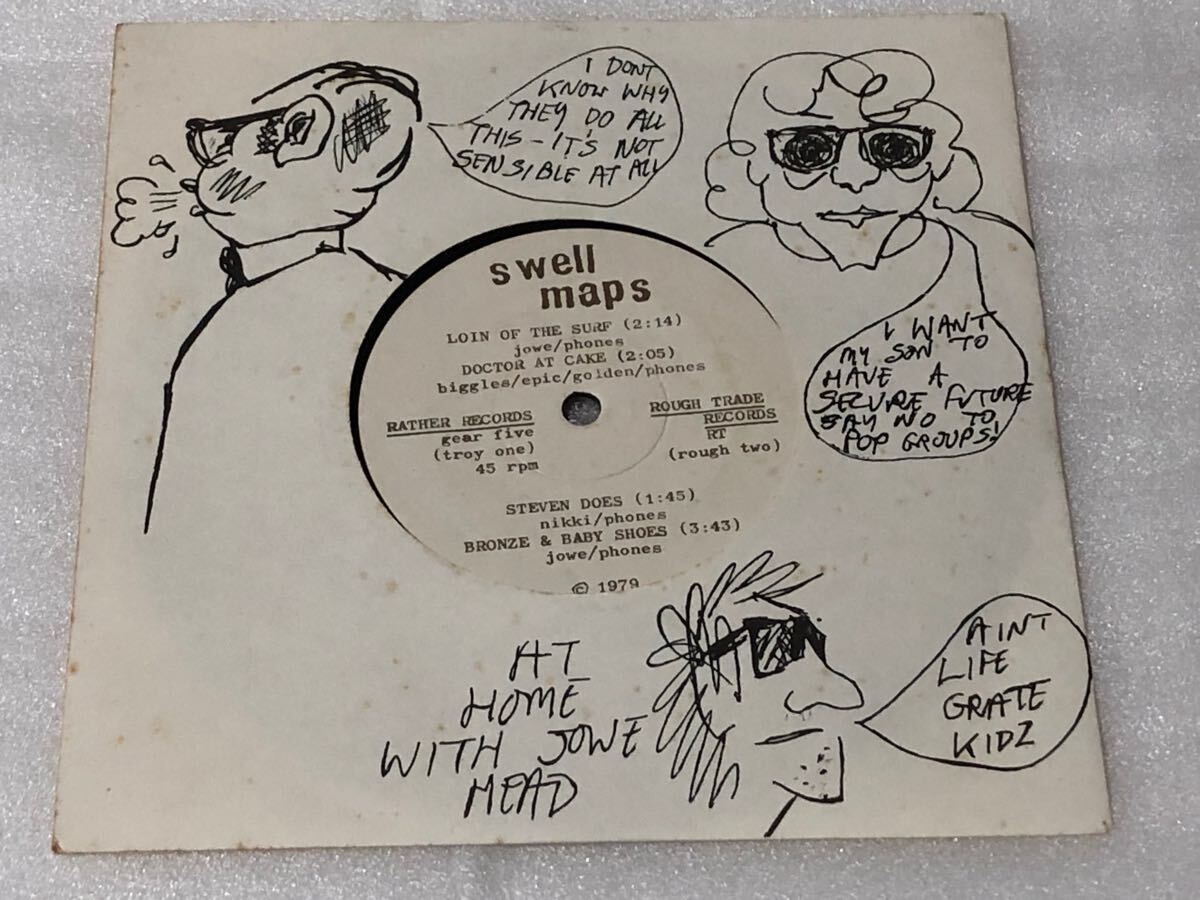 I DONT
KNOW WHY
THEY DO ALL
THIS - IT'S NOT
SENSIBLE AT ALL
I WANT
MY SON TO
HAVE A
SECURE FUTURE
SAY NO TO
POP GROUPS!
swell
maps
LOIN OF THE SURF (2:14)
jowe/phones
DOCTOR AT CAKE (2:05)
biggles/epic/golden/phones
RATHER RECORDS
gear five
(troy one)
45 rpm
ROUGH TRADE
RECORDS
RT
(rough two)
STEVEN DOES (1:45)
nikki/phones
BRONZE & BABY SHOES (3:43)
jowe/phones
© 1979
AT
HOME
WITH JOWE
HEAD
AINT
LIFE
GRATE
KIDZ